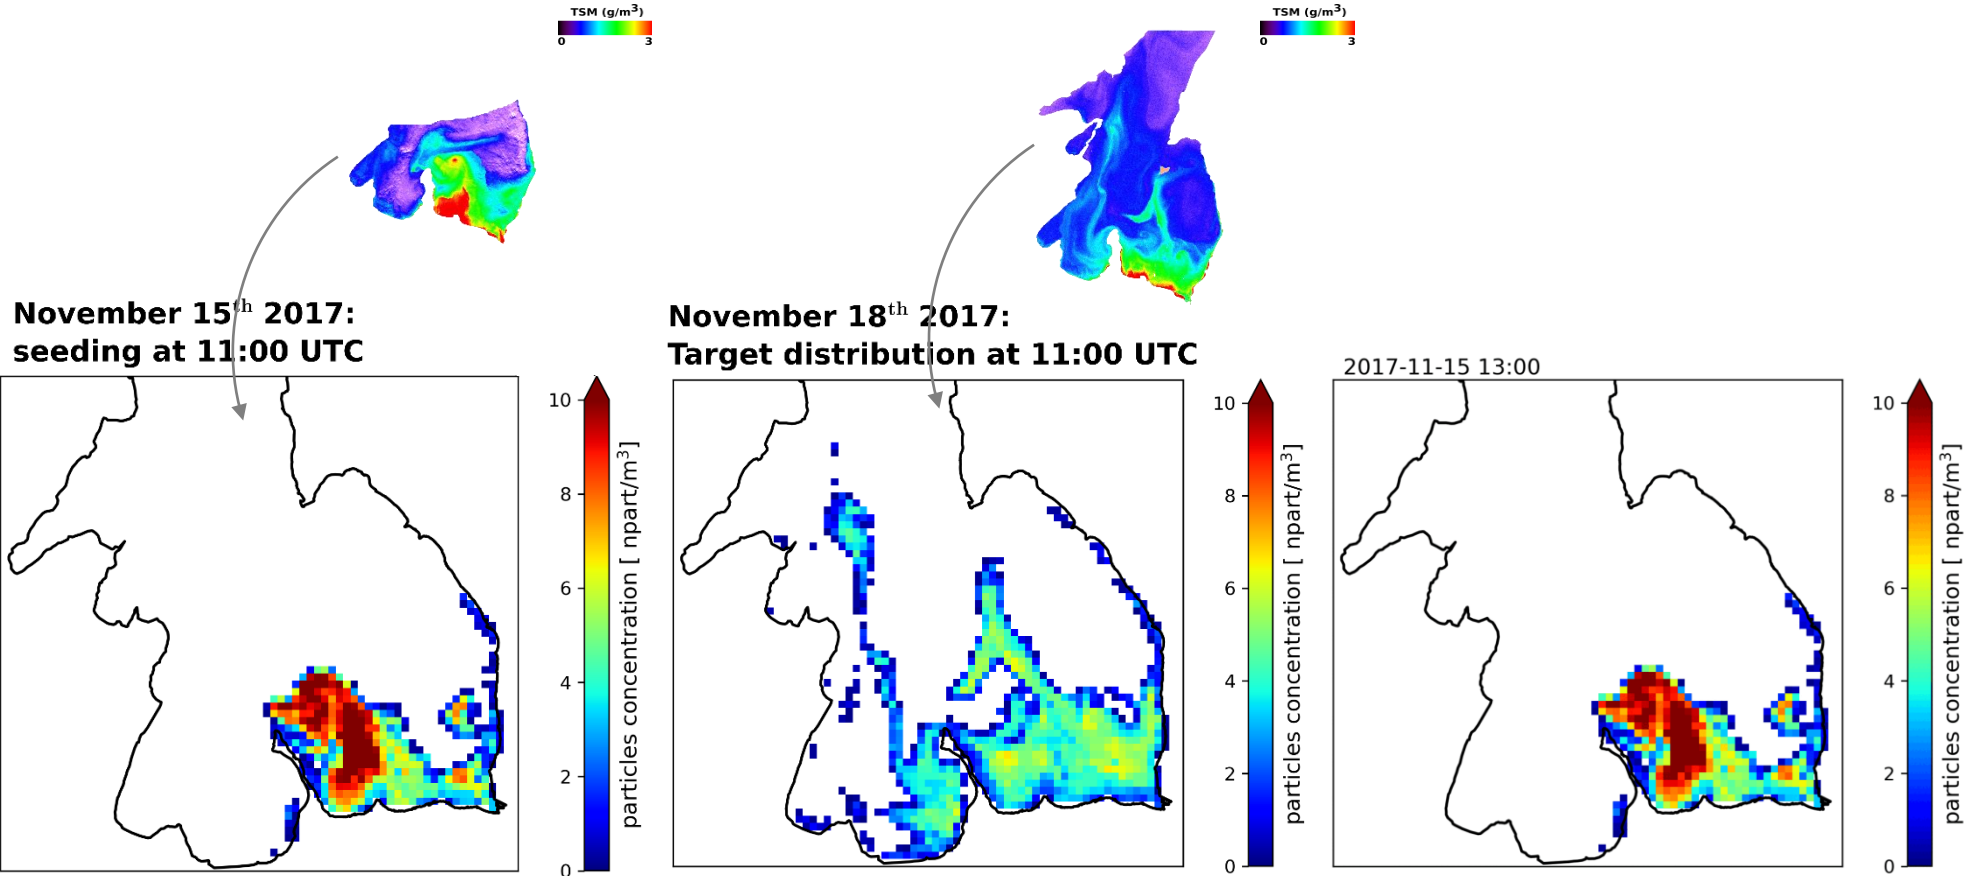 TSM (g/m³)
0 3
TSM (g/m³)
0 3
November 15th 2017:
seeding at 11:00 UTC
November 18th 2017:
Target distribution at 11:00 UTC
2017-11-15 13:00
10
8
6
4
2
0
particles concentration [ npart/m³]
10
8
6
4
2
0
particles concentration [ npart/m³]
10
8
6
4
2
0
particles concentration [ npart/m³]